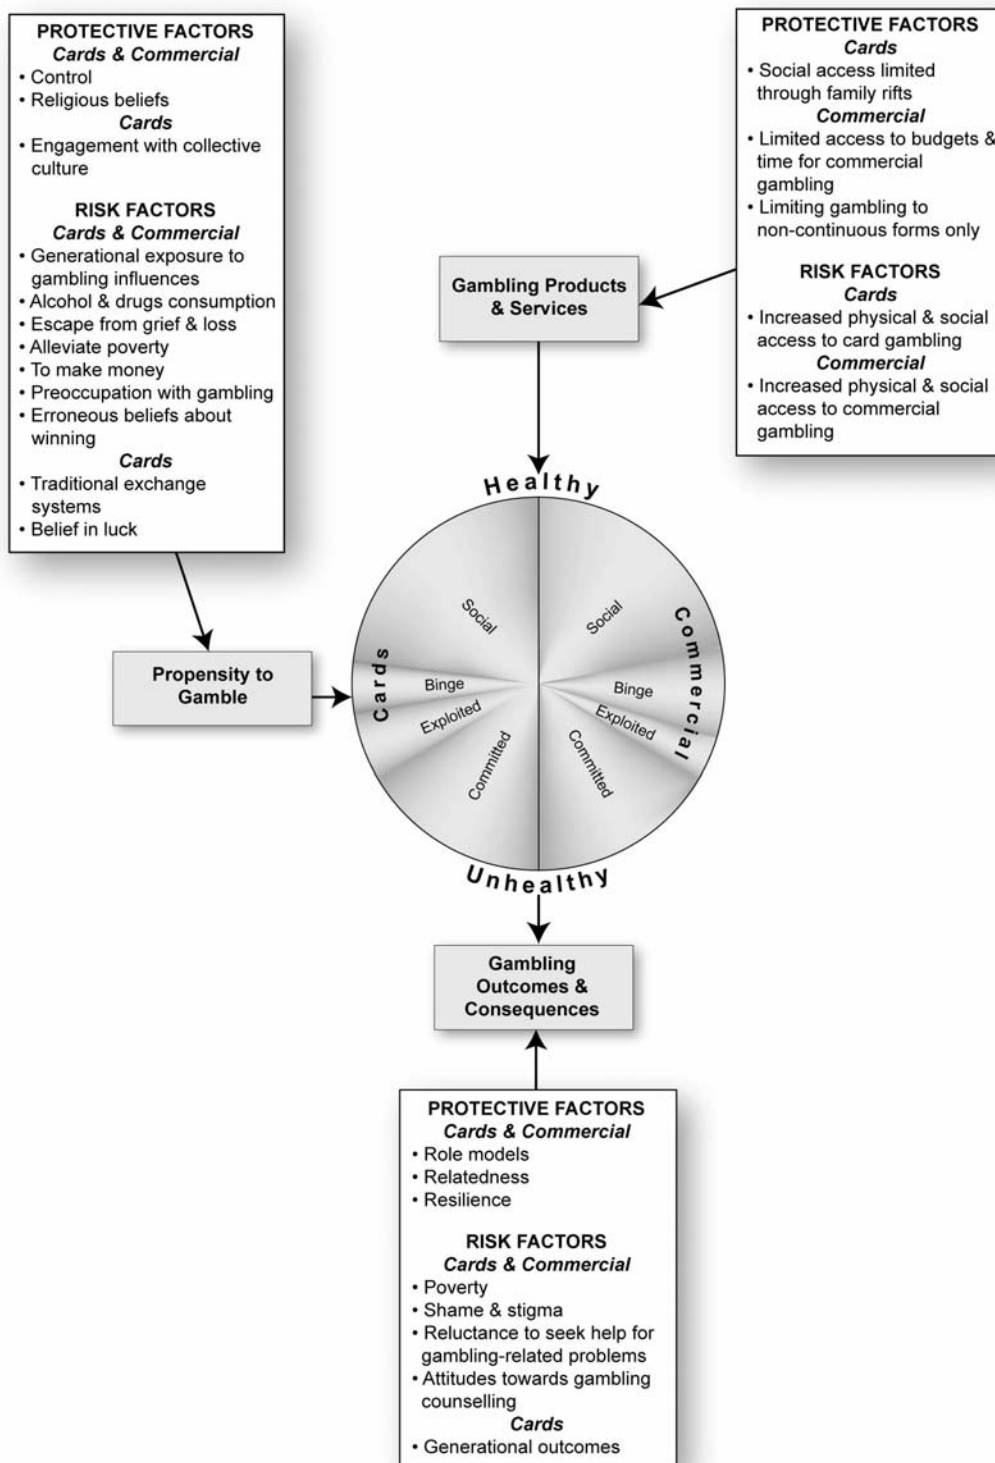 PROTECTIVE FACTORS
Cards & Commercial
• Control
• Religious beliefs
Cards
• Engagement with collective
culture
RISK FACTORS
Cards & Commercial
• Generational exposure to
gambling influences
• Alcohol & drugs consumption
• Escape from grief & loss
• Alleviate poverty
• To make money
• Preoccupation with gambling
• Erroneous beliefs about
winning
Cards
• Traditional exchange
systems
• Belief in luck
PROTECTIVE FACTORS
Cards
• Social access limited
through family rifts
Commercial
• Limited access to budgets &
time for commercial
gambling
• Limiting gambling to
non-continuous forms only
RISK FACTORS
Cards
• Increased physical & social
access to card gambling
Commercial
• Increased physical & social
access to commercial
gambling
Gambling Products
& Services
Propensity to
Gamble
Healthy
Cards
Social
Binge
Exploited
Committed
Social
Binge
Exploited
Committed
Commercial
Unhealthy
Gambling
Outcomes &
Consequences
PROTECTIVE FACTORS
Cards & Commercial
• Role models
• Relatedness
• Resilience
RISK FACTORS
Cards & Commercial
• Poverty
• Shame & stigma
• Reluctance to seek help for
gambling-related problems
• Attitudes towards gambling
counselling
Cards
• Generational outcomes